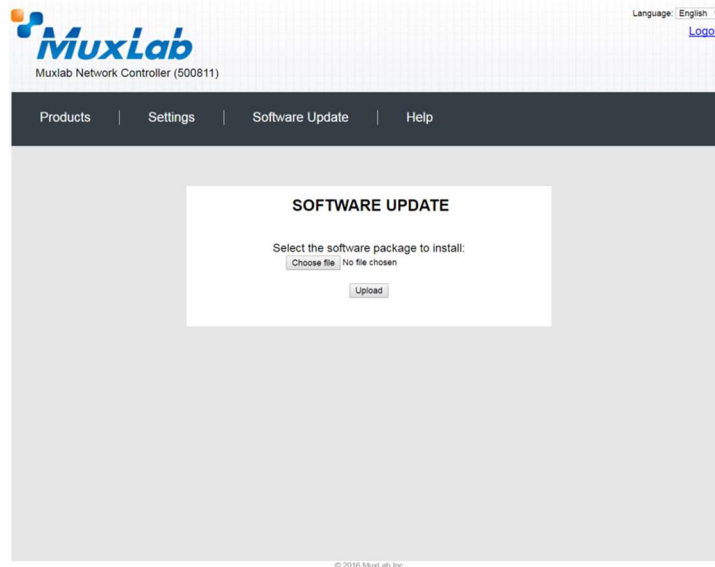 Language: English
Logo
MuxLab
Muxlab Network Controller (500811)
Products | Settings | Software Update | Help
SOFTWARE UPDATE
Select the software package to install:
Choose file No file chosen
Upload
© 2016 MuxLab Inc